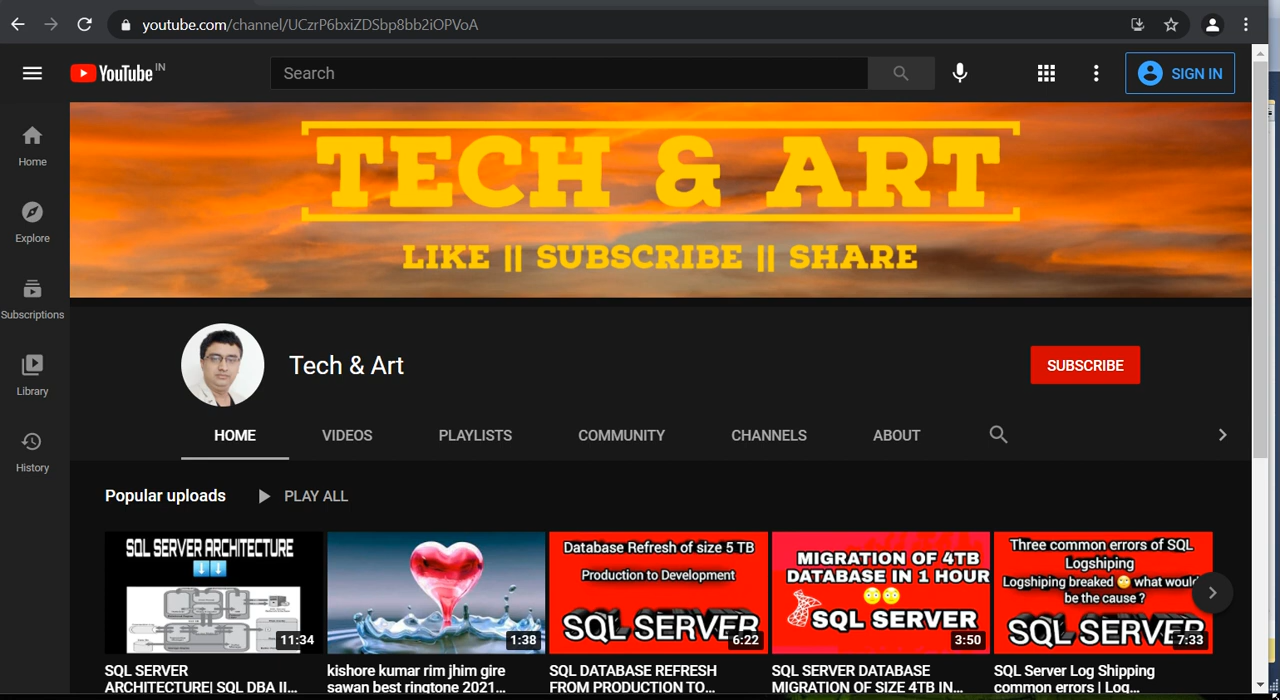 youtube.com/channel/UCzrP6bxiZDSbp8bb2iOPVoA
YouTube IN
Search
SIGN IN
Home
Explore
Subscriptions
Library
History
TECH & ART
LIKE || SUBSCRIBE || SHARE
Tech & Art
SUBSCRIBE
HOME VIDEOS PLAYLISTS COMMUNITY CHANNELS ABOUT
Popular uploads PLAY ALL
SQL SERVER ARCHITECTURE
11:34
SQL SERVER
ARCHITECTURE| SQL DBA II...
1:38
kishore kumar rim jhim gire
sawan best ringtone 2021...
Database Refresh of size 5 TB
Production to Development
SQL SERVER
6:22
SQL DATABASE REFRESH
FROM PRODUCTION TO...
MIGRATION OF 4TB
DATABASE IN 1 HOUR
SQL SERVER
3:50
SQL SERVER DATABASE
MIGRATION OF SIZE 4TB IN...
Three common errors of SQL
Logshiping
Logshiping breaked 🙄 what would
be the cause ?
SQL SERVER
7:33
SQL Server Log Shipping
common errors | Log...